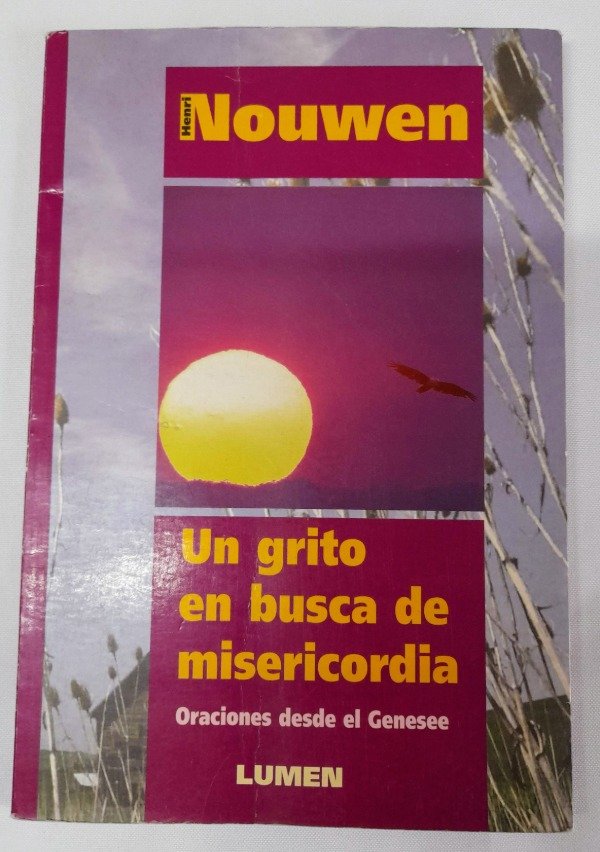 Henri
Nouwen
Un grito
en busca de
misericordia
Oraciones desde el Genesee
LUMEN